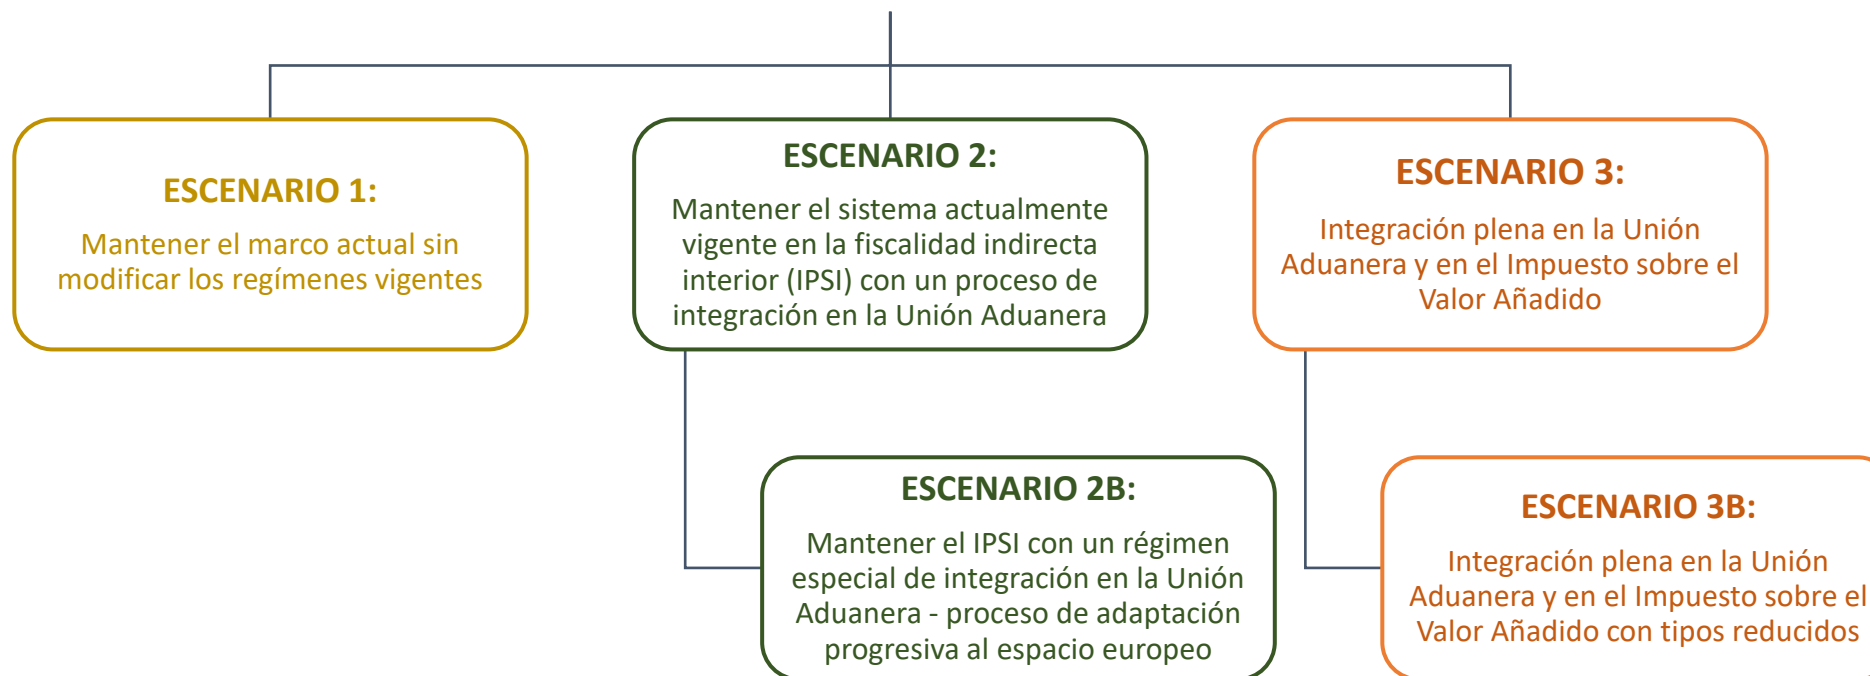 ESCENARIO 1:
Mantener el marco actual sin
modificar los regímenes vigentes
ESCENARIO 2:
Mantener el sistema actualmente
vigente en la fiscalidad indirecta
interior (IPSI) con un proceso de
integración en la Unión Aduanera
ESCENARIO 3:
Integración plena en la Unión
Aduanera y en el Impuesto sobre el
Valor Añadido
ESCENARIO 2B:
Mantener el IPSI con un régimen
especial de integración en la Unión
Aduanera - proceso de adaptación
progresiva al espacio europeo
ESCENARIO 3B:
Integración plena en la Unión
Aduanera y en el Impuesto sobre el
Valor Añadido con tipos reducidos